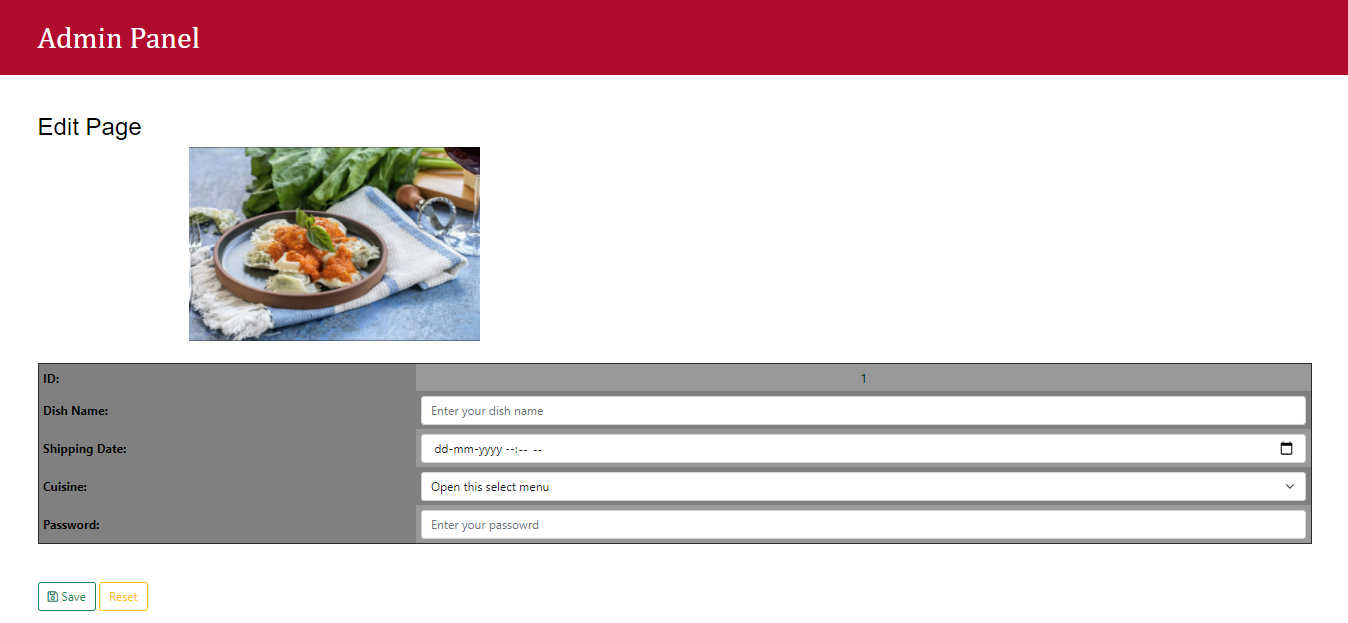 Admin Panel
Edit Page
ID: 1
Dish Name: Enter your dish name
Shipping Date: dd-mm-yyyy --:-- --
Cuisine: Open this select menu
Password: Enter your passowrd
Save Reset